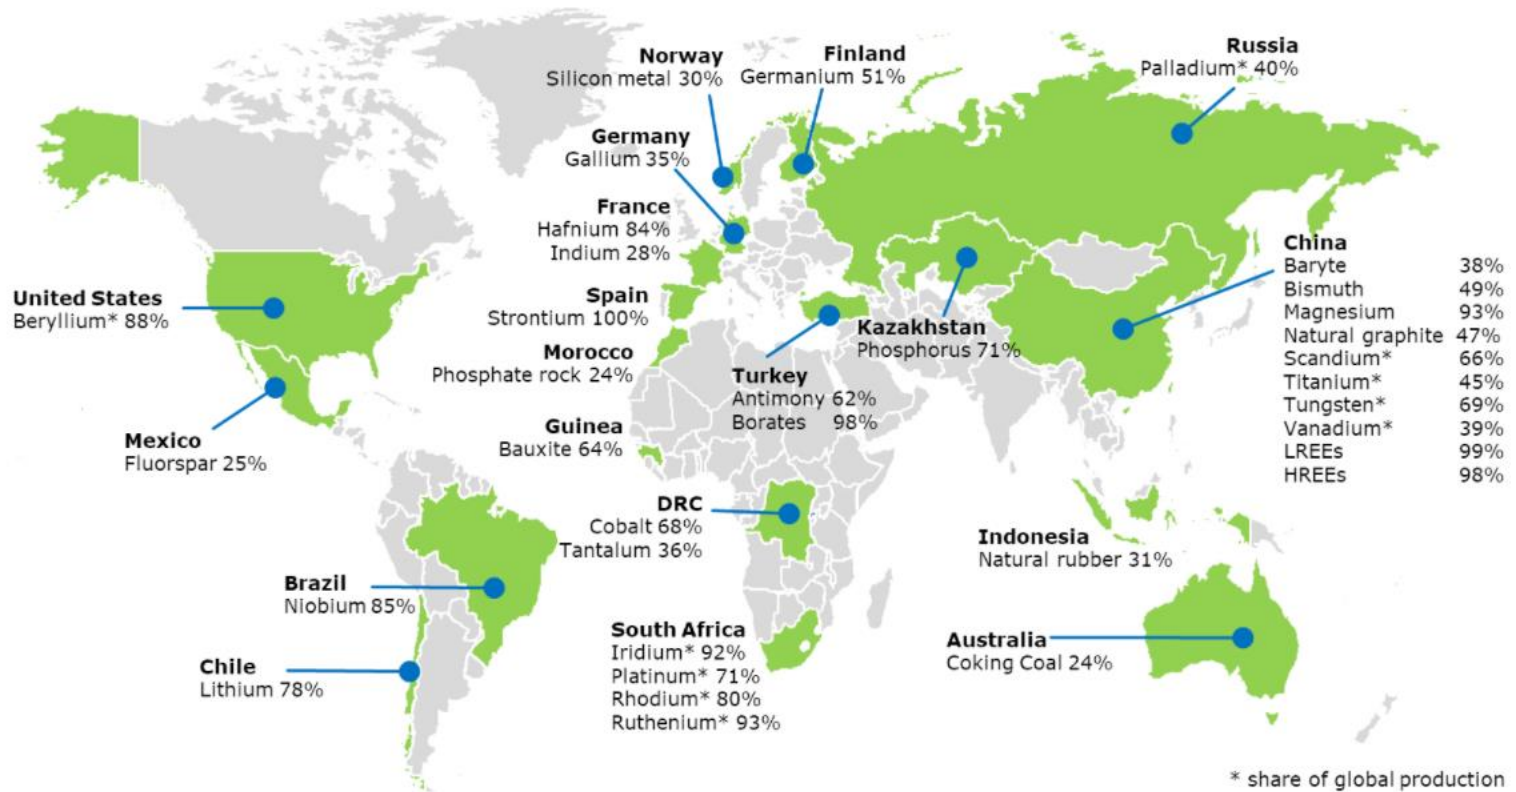 Norway
Silicon metal 30%
Finland
Germanium 51%
Russia
Palladium* 40%
Germany
Gallium 35%
France
Hafnium 84%
Indium 28%
Spain
Strontium 100%
Morocco
Phosphate rock 24%
Guinea
Bauxite 64%
United States
Beryllium* 88%
Mexico
Fluorspar 25%
Kazakhstan
Phosphorus 71%
Turkey
Antimony 62%
Borates 98%
China
Baryte 38%
Bismuth 49%
Magnesium 93%
Natural graphite 47%
Scandium* 66%
Titanium* 45%
Tungsten* 69%
Vanadium* 39%
LREEs 99%
HREEs 98%
DRC
Cobalt 68%
Tantalum 36%
Indonesia
Natural rubber 31%
Brazil
Niobium 85%
Chile
Lithium 78%
South Africa
Iridium* 92%
Platinum* 71%
Rhodium* 80%
Ruthenium* 93%
Australia
Coking Coal 24%
* share of global production